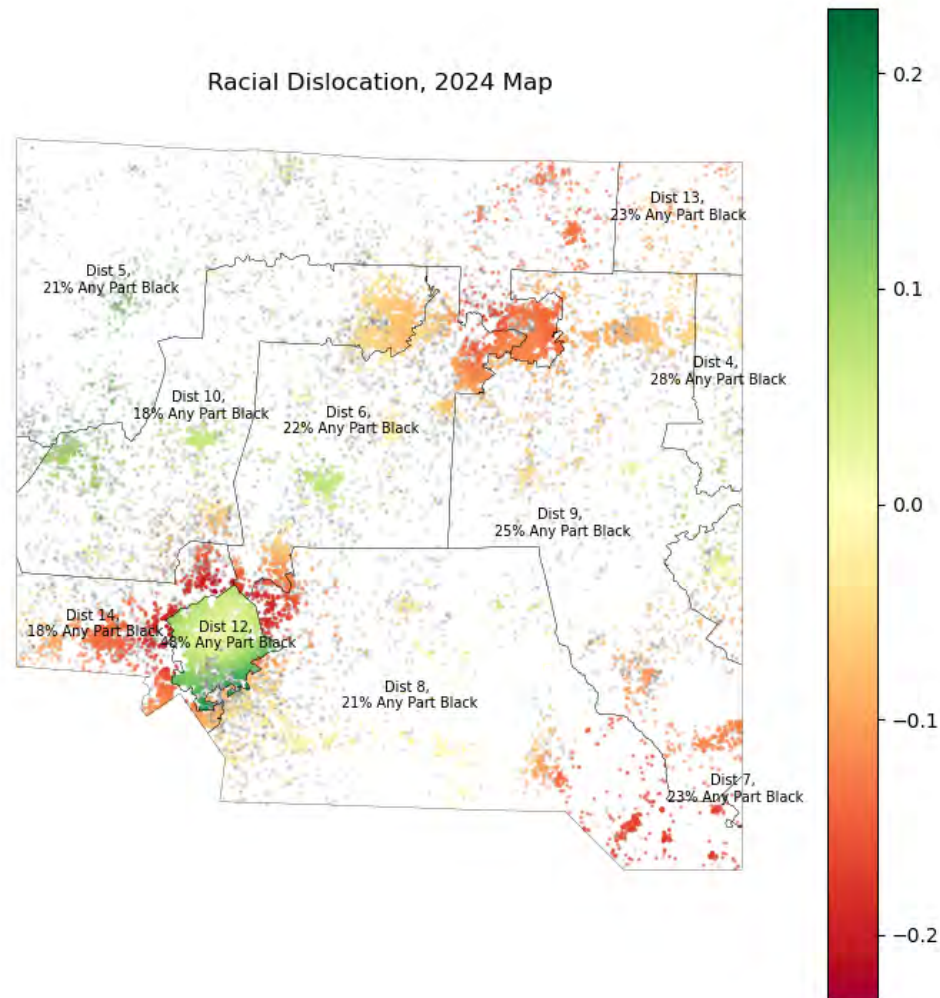 Racial Dislocation, 2024 Map
0.2
Dist 13,
23% Any Part Black
Dist 5,
21% Any Part Black
0.1
Dist 4,
28% Any Part Black
Dist 10,
18% Any Part Black
Dist 6,
22% Any Part Black
0.0
Dist 9,
25% Any Part Black
Dist 14,
18% Any Part Black
Dist 12,
48% Any Part Black
Dist 8,
21% Any Part Black
−0.1
Dist 7,
23% Any Part Black
−0.2